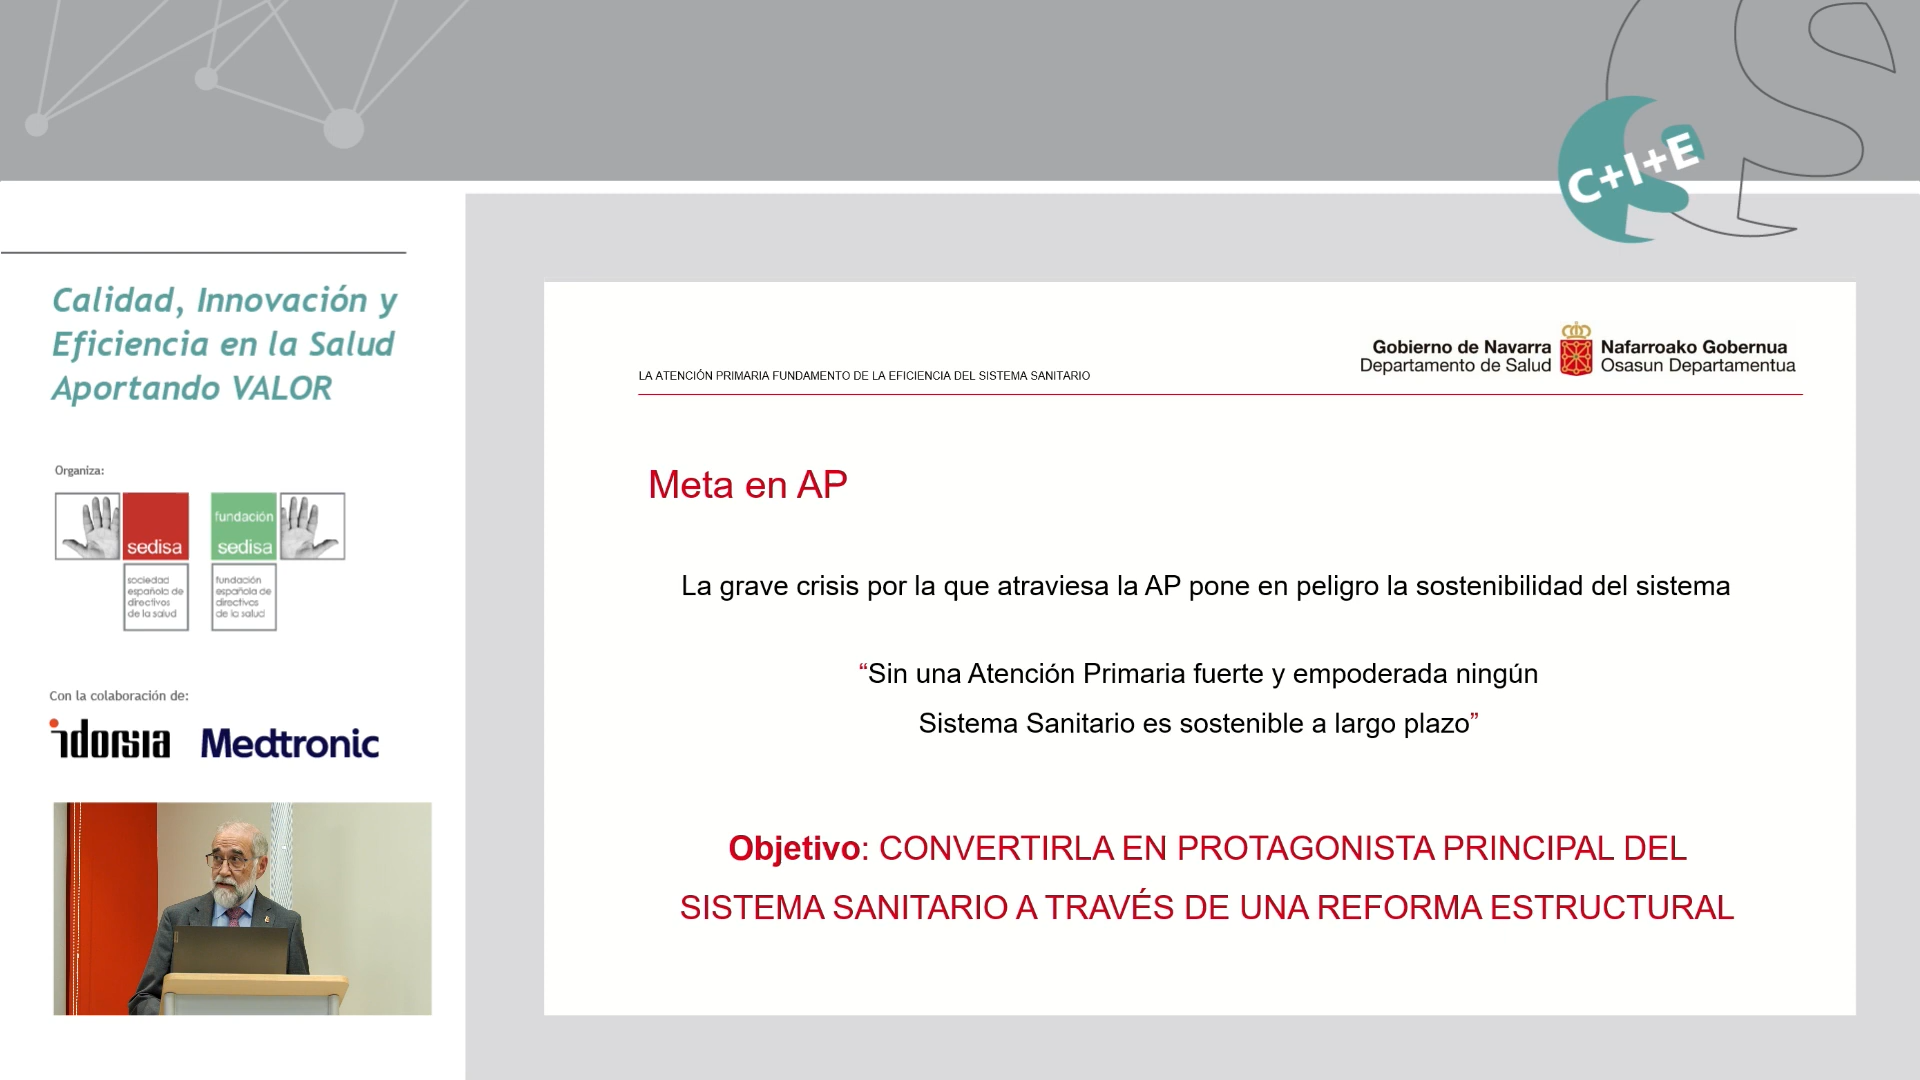 C+I+E
Calidad, Innovación y
Eficiencia en la Salud
Aportando VALOR
Organiza:
sedisa
sociedad
española de
directivos
de la salud
fundación
sedisa
fundación
española de
directivos
de la salud
Con la colaboración de:
idorsia
Medtronic
LA ATENCIÓN PRIMARIA FUNDAMENTO DE LA EFICIENCIA DEL SISTEMA SANITARIO
Gobierno de Navarra
Departamento de Salud
Nafarroako Gobernua
Osasun Departamentua
Meta en AP
La grave crisis por la que atraviesa la AP pone en peligro la sostenibilidad del sistema
“Sin una Atención Primaria fuerte y empoderada ningún
Sistema Sanitario es sostenible a largo plazo”
Objetivo: CONVERTIRLA EN PROTAGONISTA PRINCIPAL DEL
SISTEMA SANITARIO A TRAVÉS DE UNA REFORMA ESTRUCTURAL